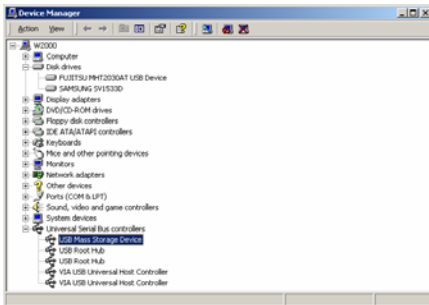 Device Manager
Action View
W2000
Computer
Disk drives
FUJITSU MHT2030AT USB Device
SAMSUNG SV1533D
Display adapters
DVD/CD-ROM drives
Floppy disk controllers
IDE ATA/ATAPI controllers
Keyboards
Mice and other pointing devices
Monitors
Network adapters
Other devices
Ports (COM & LPT)
Sound, video and game controllers
System devices
Universal Serial Bus controllers
USB Mass Storage Device
USB Root Hub
USB Root Hub
VIA USB Universal Host Controller
VIA USB Universal Host Controller